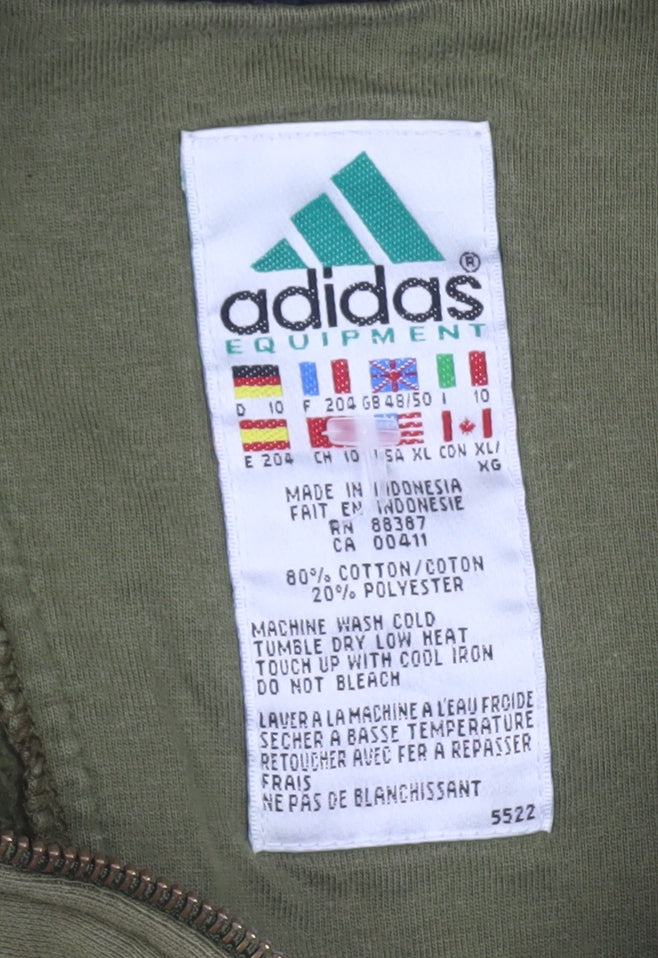 adidas®
EQUIPMENT
D 10 F 204 GB 48/50 I 10
E 204 CH 10 USA XL CDN XL/
XG
MADE IN INDONESIA
FAIT EN INDONESIE
RN 88387
CA 00411
80% COTTON/COTON
20% POLYESTER
MACHINE WASH COLD
TUMBLE DRY LOW HEAT
TOUCH UP WITH COOL IRON
DO NOT BLEACH
LAVER A LA MACHINE A L'EAU FROIDE
SECHER A BASSE TEMPERATURE
RETOUCHER AVEC FER A REPASSER
FRAIS
NE PAS DE BLANCHISSANT
5522